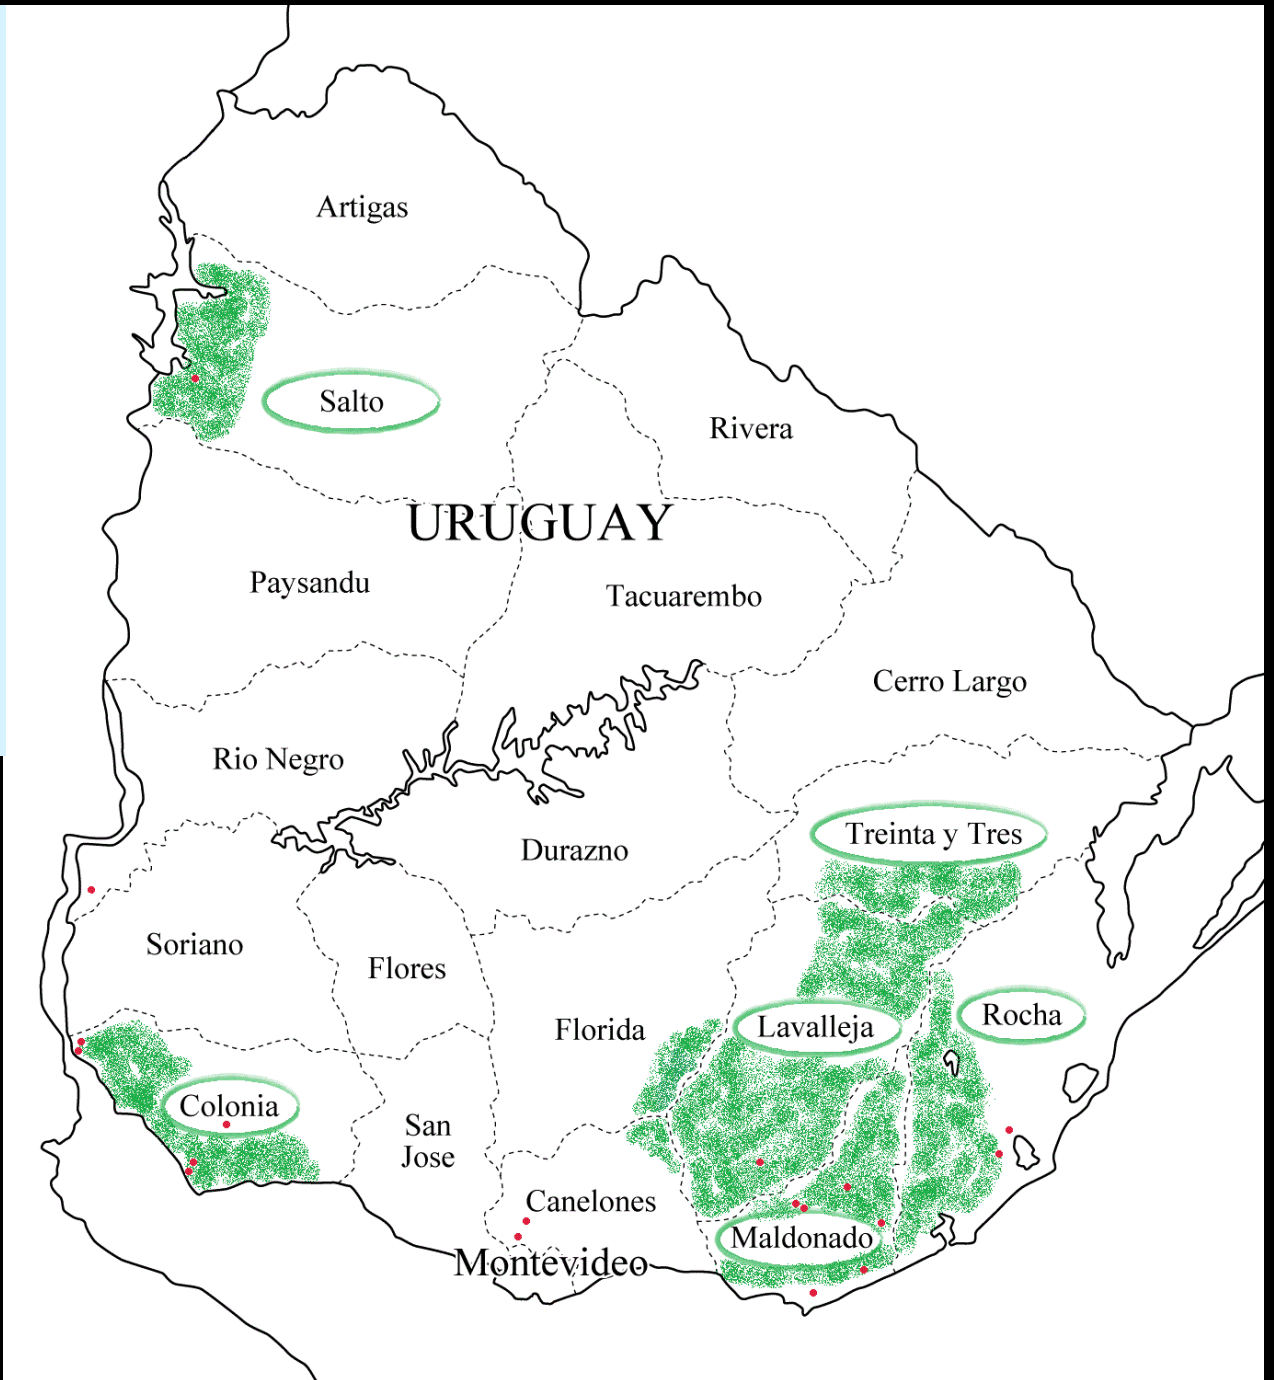 Artigas
Salto
Rivera
URUGUAY
Paysandu
Tacuarembo
Cerro Largo
Rio Negro
Treinta y Tres
Durazno
Soriano
Flores
Florida
Lavalleja
Rocha
Colonia
San
Jose
Canelones
Maldonado
Montevideo